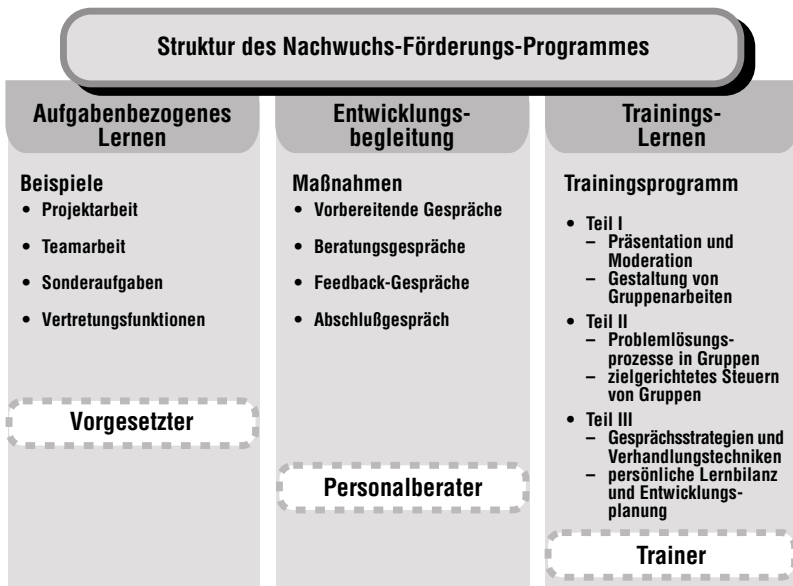 Struktur des Nachwuchs-Förderungs-Programmes
Aufgabenbezogenes
Lernen
Beispiele
• Projektarbeit
• Teamarbeit
• Sonderaufgaben
• Vertretungsfunktionen
Vorgesetzter
Entwicklungs-
begleitung
Maßnahmen
• Vorbereitende Gespräche
• Beratungsgespräche
• Feedback-Gespräche
• Abschlußgespräch
Personalberater
Trainings-
Lernen
Trainingsprogramm
• Teil I
– Präsentation und
Moderation
– Gestaltung von
Gruppenarbeiten
• Teil II
– Problemlösungs-
prozesse in Gruppen
– zielgerichtetes Steuern
von Gruppen
• Teil III
– Gesprächsstrategien und
Verhandlungstechniken
– persönliche Lernbilanz
und Entwicklungs-
planung
Trainer